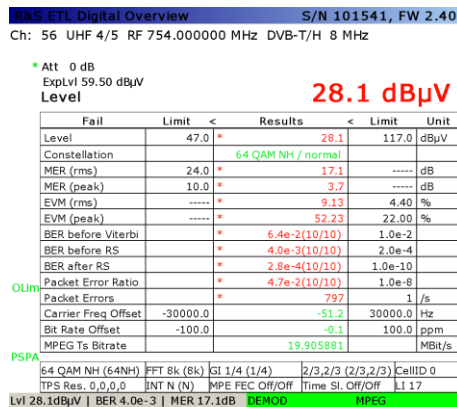 R&S ETL Digital Overview S/N 101541, FW 2.40
Ch: 56 UHF 4/5 RF 754.000000 MHz DVB-T/H 8 MHz
* Att 0 dB
ExpLvl 59.50 dBµV
Level 28.1 dBµV
Fail Limit < Results < Limit Unit
Level 47.0 * 28.1 117.0 dBµV
Constellation 64 QAM NH / normal
MER (rms) 24.0 * 17.1 ----- dB
MER (peak) 10.0 * 3.7 ----- dB
EVM (rms) ----- * 9.13 4.40 %
EVM (peak) ----- * 52.23 22.00 %
BER before Viterbi * 6.4e-2(10/10) 1.0e-2
BER before RS * 4.0e-3(10/10) 2.0e-4
BER after RS * 2.8e-4(10/10) 1.0e-10
OLim
Packet Error Ratio * 4.7e-2(10/10) 1.0e-8
Packet Errors * 797 1 /s
Carrier Freq Offset -30000.0 -51.2 30000.0 Hz
Bit Rate Offset -100.0 -0.1 100.0 ppm
MPEG Ts Bitrate 19.905881 MBit/s
PSPA
64 QAM NH (64NH) FFT 8k (8k) GI 1/4 (1/4) 2/3,2/3 (2/3,2/3) CellID 0
TPS Res. 0,0,0,0 INT N (N) MPE FEC Off/Off Time Sl. Off/Off LI 17
Lvl 28.1dBµV | BER 4.0e-3 | MER 17.1dB DEMOD MPEG